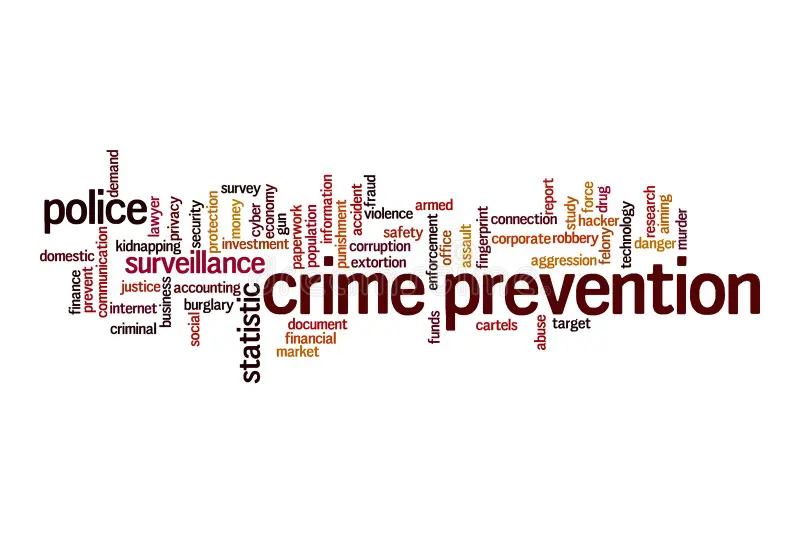 demand
police
lawyer
privacy
security
protection
survey
money
cyber
economy
gun
kidnapping
investment
domestic
communication
surveillance
finance
prevent
justice
accounting
business
internet
burglary
criminal
social
statistic
paperwork
population
information
punishment
accident
fraud
violence
armed
safety
corruption
extortion
enforcement
office
assault
fingerprint
connection
report
study
force
drug
hacker
corporate
robbery
felony
technology
research
aiming
murder
danger
aggression
crime prevention
document
financial
market
funds
cartels
abuse
target